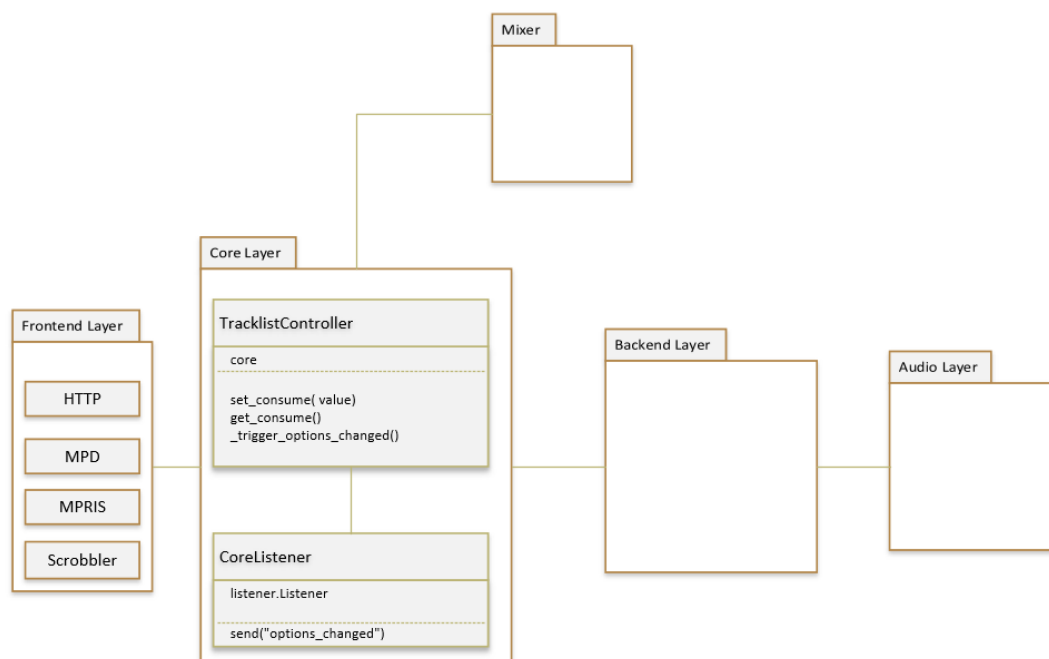 Mixer
Core Layer
TracklistController
core
set_consume( value)
get_consume()
_trigger_options_changed()
CoreListener
listener.Listener
send("options_changed")
Frontend Layer
HTTP
MPD
MPRIS
Scrobbler
Backend Layer
Audio Layer